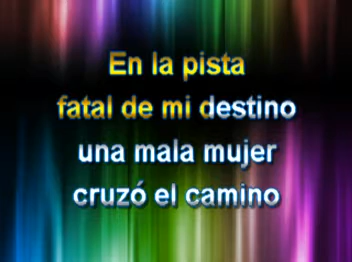 En la pista
fatal de mi destino
una mala mujer
cruzó el camino